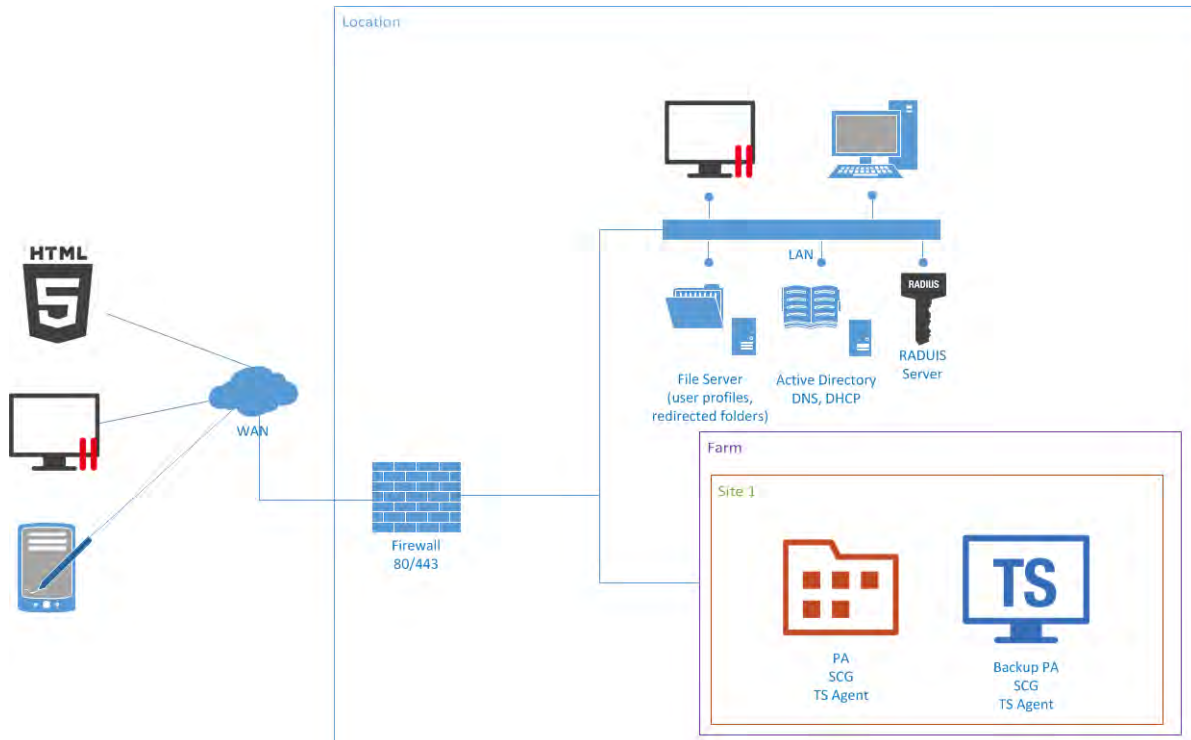 Location
HTML
5
WAN
Firewall
80/443
LAN
File Server
(user profiles,
redirected folders)
Active Directory
DNS, DHCP
RADIUS
RADUIS
Server
Farm
Site 1
PA
SCG
TS Agent
TS
Backup PA
SCG
TS Agent